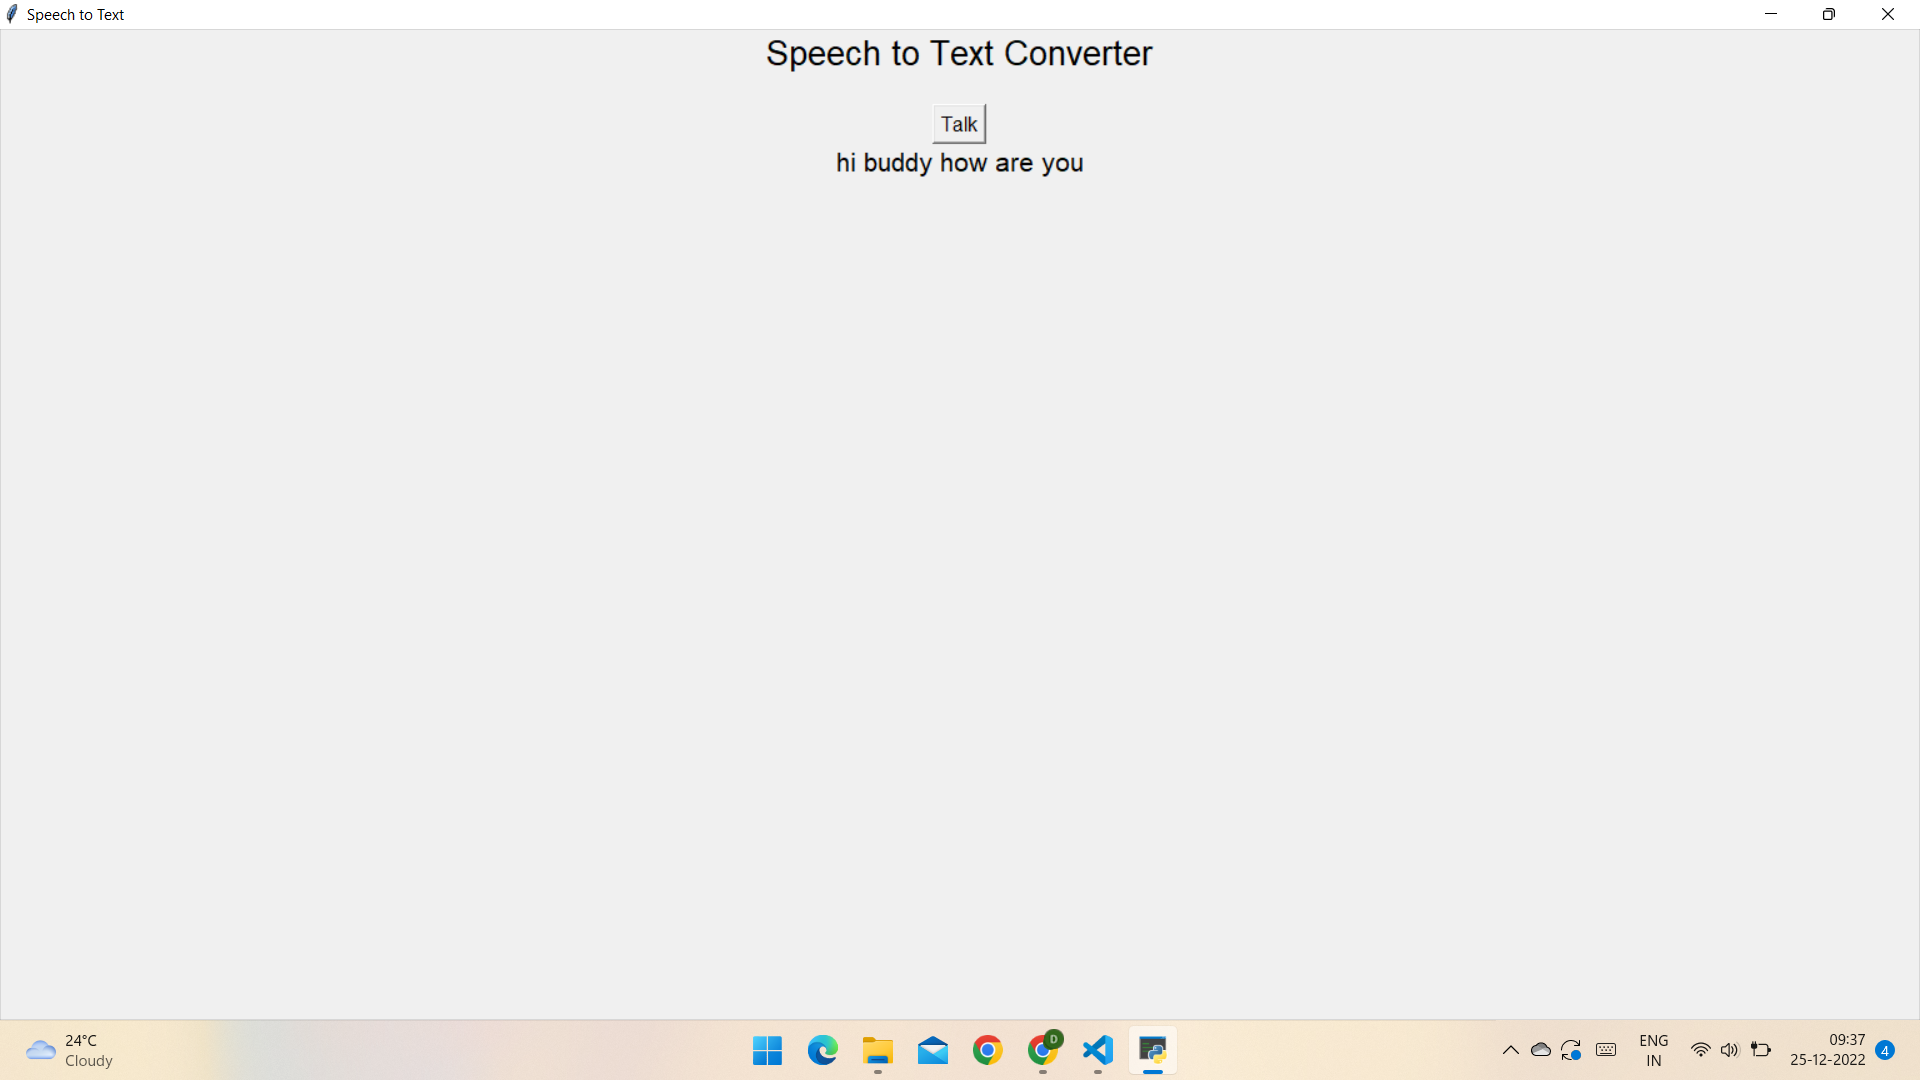 Speech to Text
Speech to Text Converter
Talk
hi buddy how are you
24°C
Cloudy
D
ENG
IN
09:37
25-12-2022
4